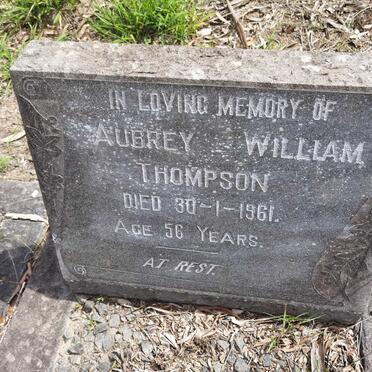 IN LOVING MEMORY OF
AUBREY WILLIAM
THOMPSON
DIED 30-1-1961.
AGE 56 YEARS.
AT REST.